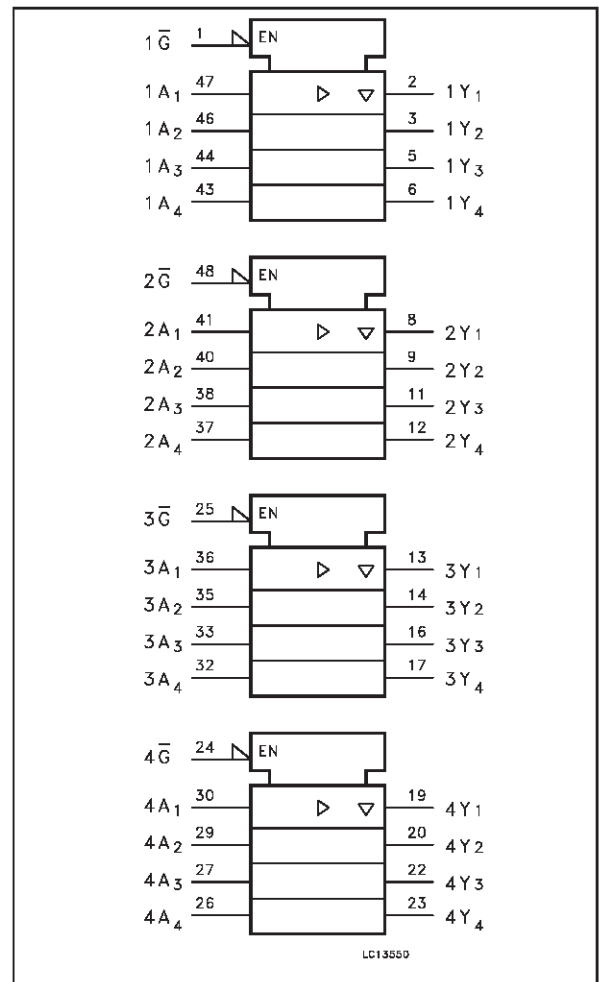 1G̅ 1 EN
1A₁ 47 2 1Y₁
1A₂ 46 3 1Y₂
1A₃ 44 5 1Y₃
1A₄ 43 6 1Y₄
2G̅ 48 EN
2A₁ 41 8 2Y₁
2A₂ 40 9 2Y₂
2A₃ 38 11 2Y₃
2A₄ 37 12 2Y₄
3G̅ 25 EN
3A₁ 36 13 3Y₁
3A₂ 35 14 3Y₂
3A₃ 33 16 3Y₃
3A₄ 32 17 3Y₄
4G̅ 24 EN
4A₁ 30 19 4Y₁
4A₂ 29 20 4Y₂
4A₃ 27 22 4Y₃
4A₄ 26 23 4Y₄
LC13550